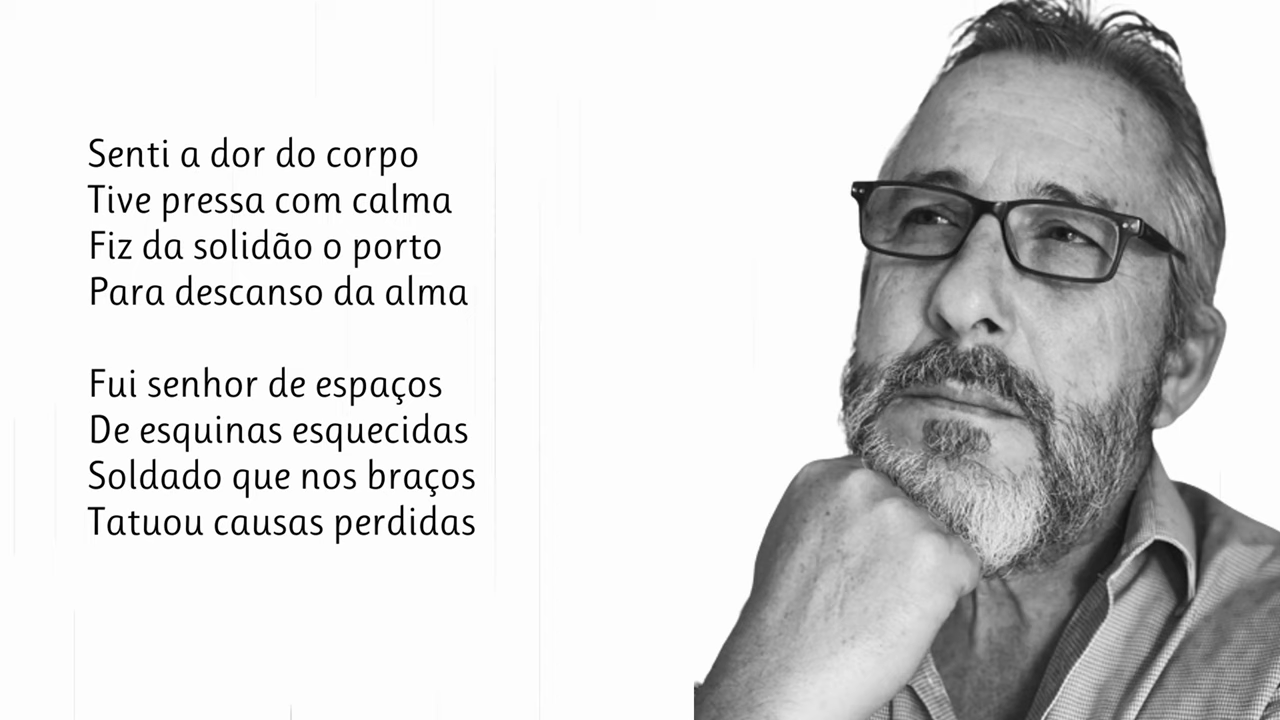 Senti a dor do corpo
Tive pressa com calma
Fiz da solidão o porto
Para descanso da alma

Fui senhor de espaços
De esquinas esquecidas
Soldado que nos braços
Tatuou causas perdidas